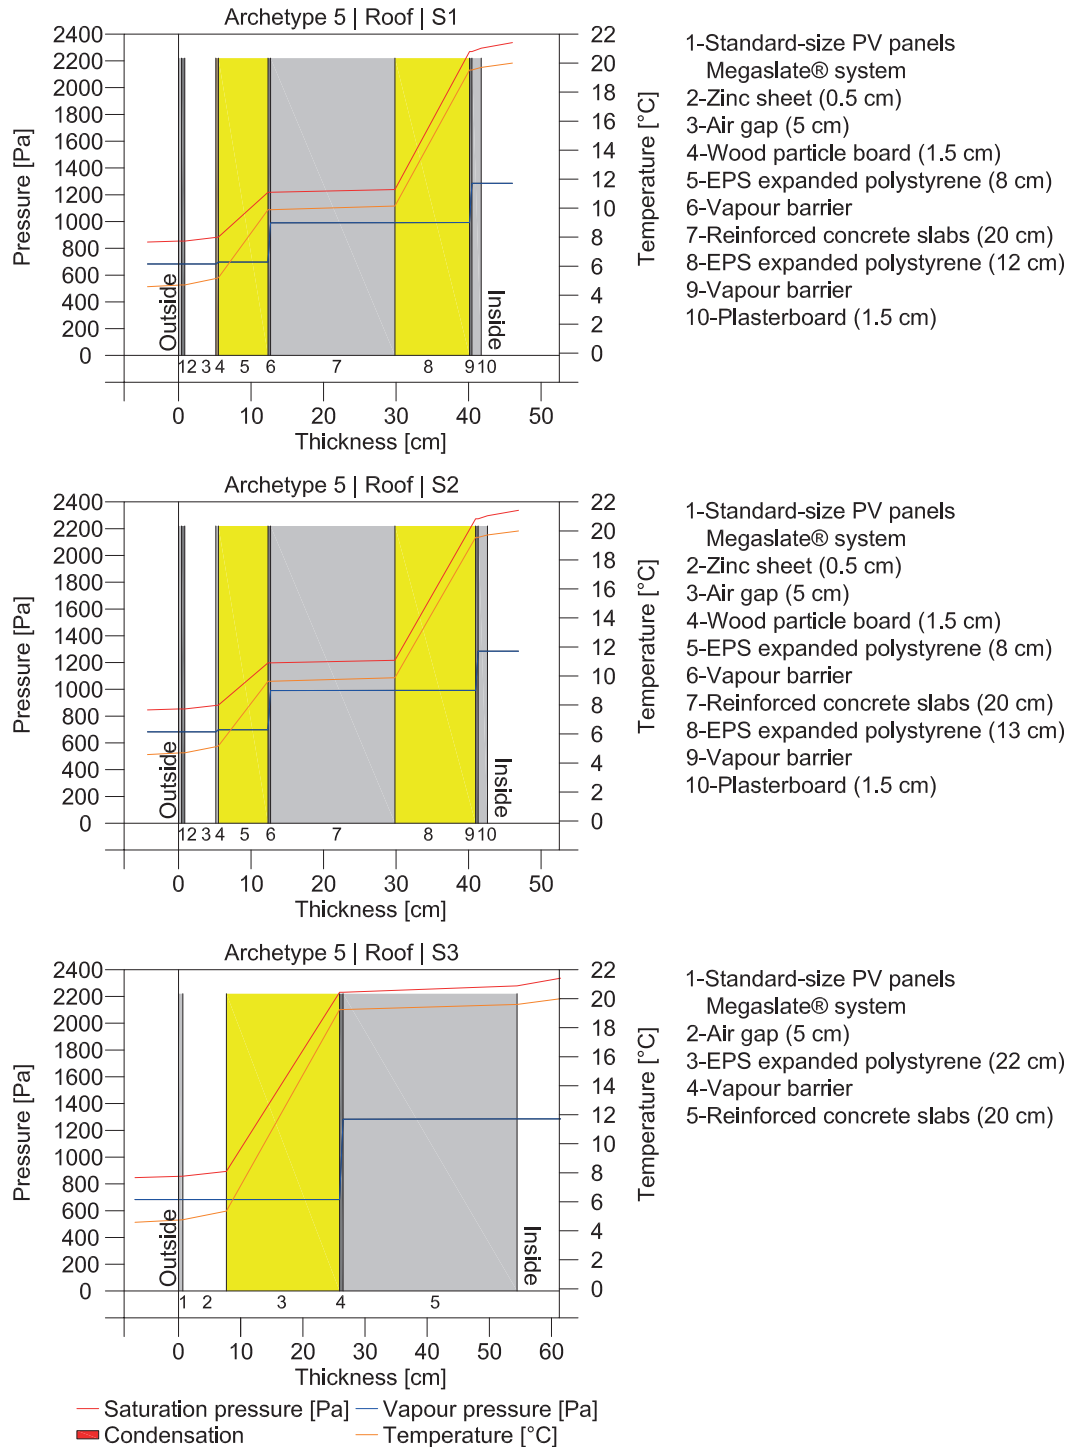 Archetype 5 | Roof | S1
2400
2200
2000
1800
1600
1400
1200
1000
800
600
400
200
0
Pressure [Pa]
22
20
18
16
14
12
10
8
6
4
2
0
Temperature [°C]
Outside
Inside
12 3 4 5 6 7 8 9 10
0 10 20 30 40 50
Thickness [cm]
1-Standard-size PV panels
Megaslate® system
2-Zinc sheet (0.5 cm)
3-Air gap (5 cm)
4-Wood particle board (1.5 cm)
5-EPS expanded polystyrene (8 cm)
6-Vapour barrier
7-Reinforced concrete slabs (20 cm)
8-EPS expanded polystyrene (12 cm)
9-Vapour barrier
10-Plasterboard (1.5 cm)
Archetype 5 | Roof | S2
2400
2200
2000
1800
1600
1400
1200
1000
800
600
400
200
0
Pressure [Pa]
22
20
18
16
14
12
10
8
6
4
2
0
Temperature [°C]
Outside
Inside
12 3 4 5 6 7 8 9 10
0 10 20 30 40 50
Thickness [cm]
1-Standard-size PV panels
Megaslate® system
2-Zinc sheet (0.5 cm)
3-Air gap (5 cm)
4-Wood particle board (1.5 cm)
5-EPS expanded polystyrene (8 cm)
6-Vapour barrier
7-Reinforced concrete slabs (20 cm)
8-EPS expanded polystyrene (13 cm)
9-Vapour barrier
10-Plasterboard (1.5 cm)
Archetype 5 | Roof | S3
2400
2200
2000
1800
1600
1400
1200
1000
800
600
400
200
0
Pressure [Pa]
22
20
18
16
14
12
10
8
6
4
2
0
Temperature [°C]
Outside
Inside
1 2 3 4 5
0 10 20 30 40 50 60
Thickness [cm]
1-Standard-size PV panels
Megaslate® system
2-Air gap (5 cm)
3-EPS expanded polystyrene (22 cm)
4-Vapour barrier
5-Reinforced concrete slabs (20 cm)
Saturation pressure [Pa]
Vapour pressure [Pa]
Condensation
Temperature [°C]